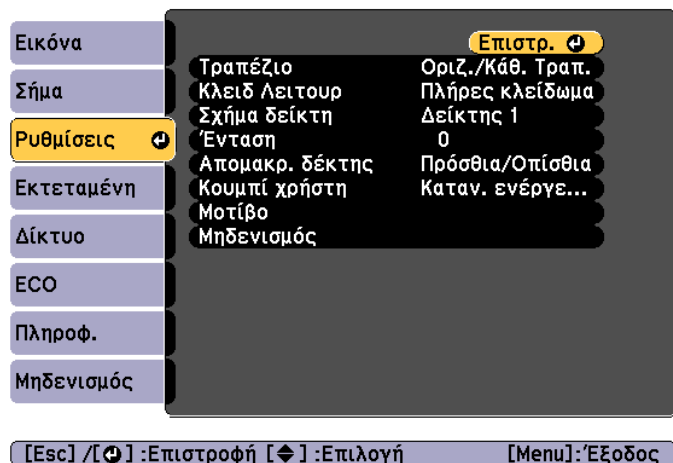 Εικόνα
Σήμα
Ρυθμίσεις
Εκτεταμένη
Δίκτυο
ECO
Πληροφ.
Μηδενισμός
Επιστρ.
Τραπέζιο Οριζ./Κάθ. Τραπ.
Κλειδ Λειτουρ Πλήρες κλείδωμα
Σχήμα δείκτη Δείκτης 1
Ένταση 0
Απομακρ. δέκτης Πρόσθια/Οπίσθια
Κουμπί χρήστη Καταν. ενέργε...
Μοτίβο
Μηδενισμός
[Esc] /[ ] :Επιστροφή [ ] :Επιλογή [Menu]:Έξοδος